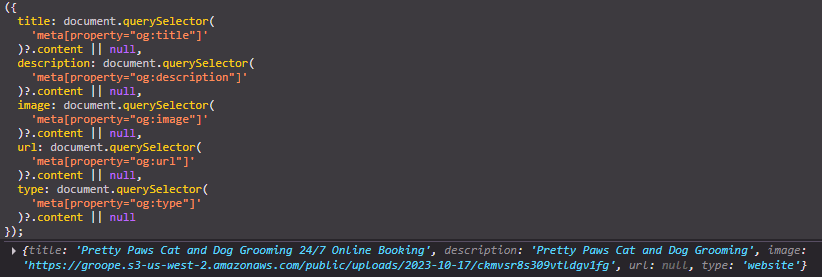 ({
  title: document.querySelector(
    'meta[property="og:title"]'
  )?.content || null,
  description: document.querySelector(
    'meta[property="og:description"]'
  )?.content || null,
  image: document.querySelector(
    'meta[property="og:image"]'
  )?.content || null,
  url: document.querySelector(
    'meta[property="og:url"]'
  )?.content || null,
  type: document.querySelector(
    'meta[property="og:type"]'
  )?.content || null
});
{title: 'Pretty Paws Cat and Dog Grooming 24/7 Online Booking', description: 'Pretty Paws Cat and Dog Grooming', image:
'https://groope.s3-us-west-2.amazonaws.com/public/uploads/2023-10-17/ckmvsr8s309vtldgv1fg', url: null, type: 'website'}